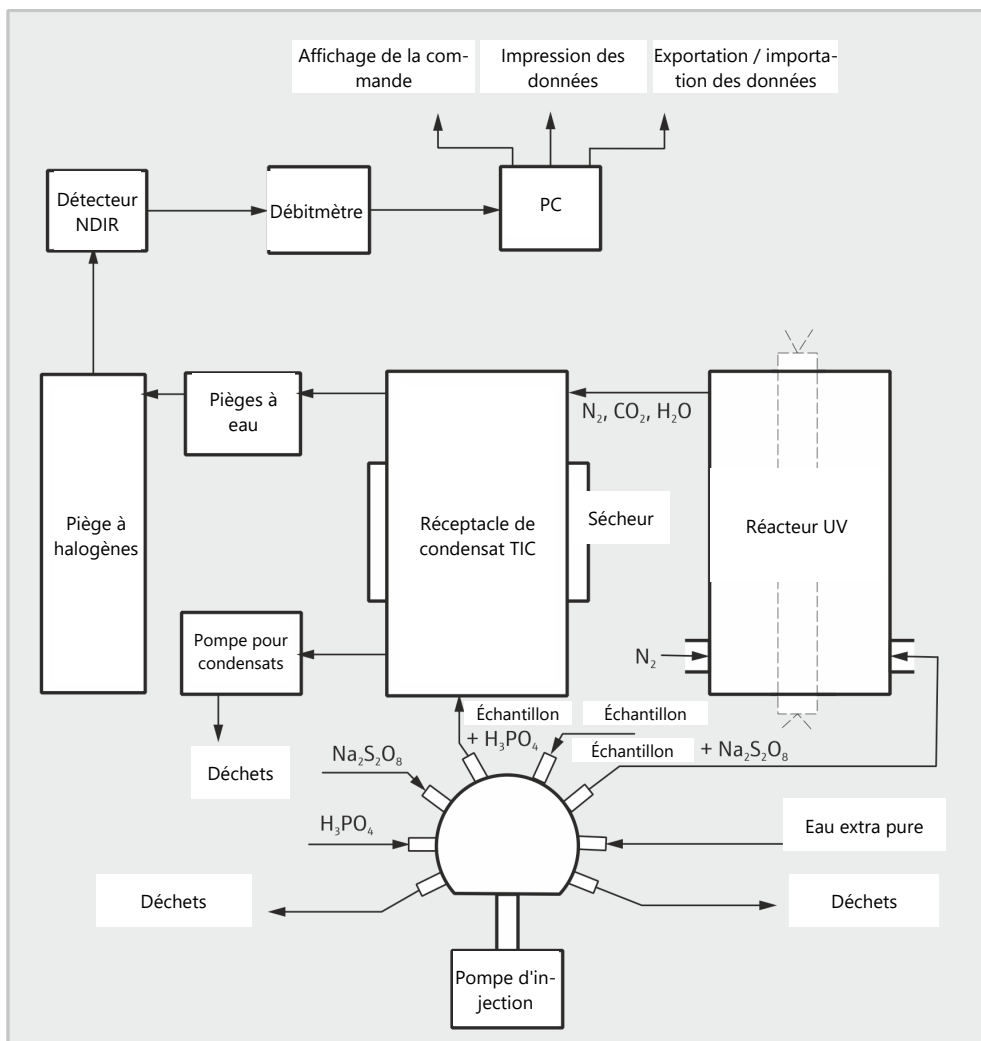 Affichage de la com-
mande
Impression des
données
Exportation / importa-
tion des données
Détecteur
NDIR
Débitmètre
PC
Piège à
halogènes
Pièges à
eau
Réceptacle de
condensat TIC
Sécheur
N₂, CO₂, H₂O
Réacteur UV
Pompe pour
condensats
N₂
Déchets
Échantillon
+ H₃PO₄
Échantillon
Échantillon + Na₂S₂O₈
Na₂S₂O₈
H₃PO₄
Eau extra pure
Déchets
Déchets
Pompe d'in-
jection